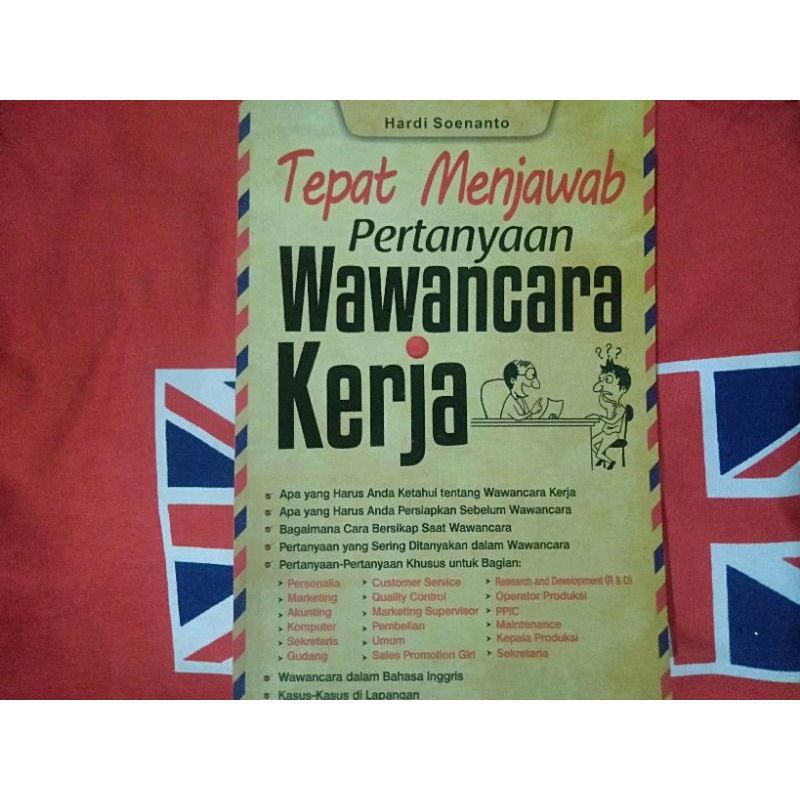 Hardi Soenanto
Tepat Menjawab
Pertanyaan
Wawancara
Kerja
???
Apa yang Harus Anda Ketahui tentang Wawancara Kerja
Apa yang Harus Anda Persiapkan Sebelum Wawancara
Bagaimana Cara Bersikap Saat Wawancara
Pertanyaan yang Sering Ditanyakan dalam Wawancara
Pertanyaan-Pertanyaan Khusus untuk Bagian:
Personalia
Marketing
Akunting
Komputer
Sekretaris
Gudang
Customer Service
Quality Control
Marketing Supervisor
Pembelian
Umum
Sales Promotion Girl
Research and Development (R & D)
Operator Produksi
PPIC
Maintenance
Kepala Produksi
Sekretaria
Wawancara dalam Bahasa Inggris
Kasus-Kasus di Lapangan